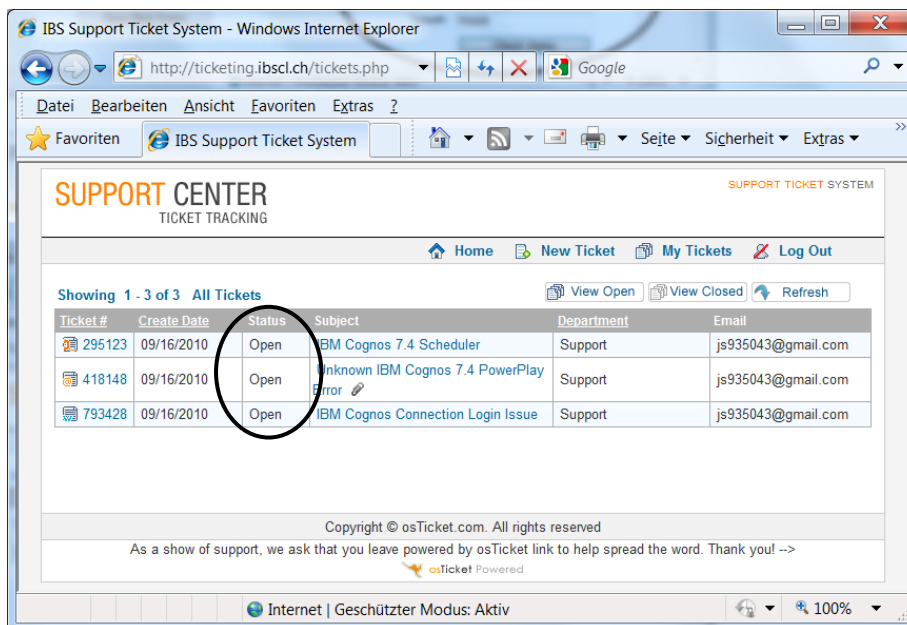 IBS Support Ticket System - Windows Internet Explorer
http://ticketing.ibscl.ch/tickets.php Google
Datei Bearbeiten Ansicht Favoriten Extras ?
Favoriten IBS Support Ticket System Seite Sicherheit Extras
SUPPORT CENTER
TICKET TRACKING
SUPPORT TICKET SYSTEM
Home New Ticket My Tickets Log Out
Showing 1 - 3 of 3 All Tickets View Open View Closed Refresh
Ticket # Create Date Status Subject Department Email
295123 09/16/2010 Open IBM Cognos 7.4 Scheduler Support js935043@gmail.com
418148 09/16/2010 Open Unknown IBM Cognos 7.4 PowerPlay Error Support js935043@gmail.com
793428 09/16/2010 Open IBM Cognos Connection Login Issue Support js935043@gmail.com
Copyright © osTicket.com. All rights reserved
As a show of support, we ask that you leave powered by osTicket link to help spread the word. Thank you! -->
osTicket Powered
Internet | Geschützter Modus: Aktiv 100%